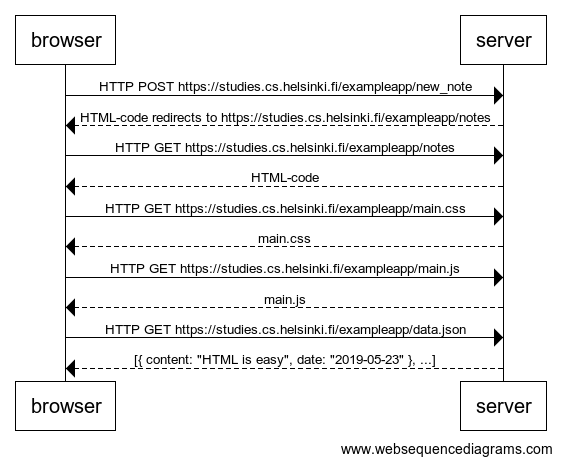 browser server
HTTP POST https://studies.cs.helsinki.fi/exampleapp/new_note
HTML-code redirects to https://studies.cs.helsinki.fi/exampleapp/notes
HTTP GET https://studies.cs.helsinki.fi/exampleapp/notes
HTML-code
HTTP GET https://studies.cs.helsinki.fi/exampleapp/main.css
main.css
HTTP GET https://studies.cs.helsinki.fi/exampleapp/main.js
main.js
HTTP GET https://studies.cs.helsinki.fi/exampleapp/data.json
[{ content: "HTML is easy", date: "2019-05-23" }, ...]
browser server
www.websequencediagrams.com